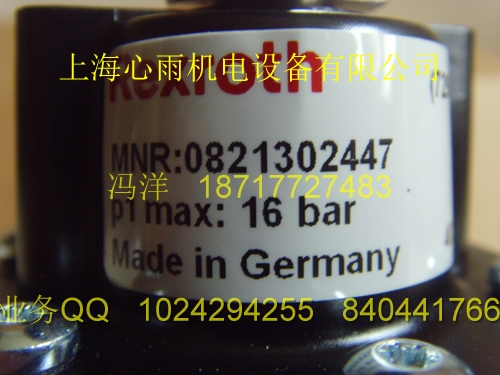 上海心雨机电设备有限公司
Rexroth
MNR:0821302447
冯洋 18717727483
p1 max: 16 bar
Made in Germany
业务QQ 1024294255 840441766